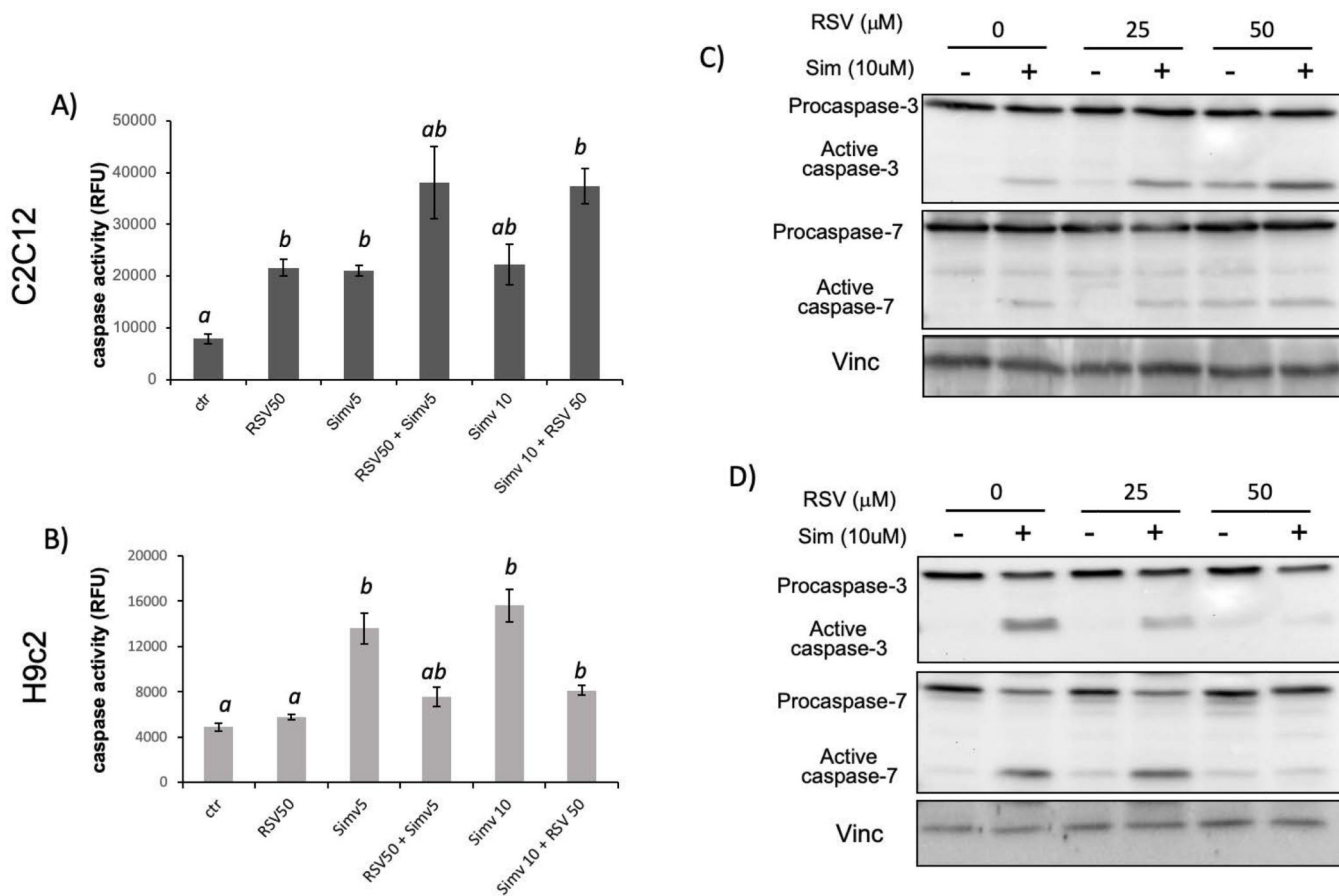 A)
C2C12
caspase activity (RFU)
50000
40000
30000
20000
10000
0
a
b
b
ab
ab
b
ctr
RSV50
Simv5
RSV50 + Simv5
Simv 10
Simv 10 + RSV 50
B)
H9c2
caspase activity (RFU)
20000
16000
12000
8000
4000
0
a
a
b
ab
b
b
ctr
RSV50
Simv5
RSV50 + Simv5
Simv 10
Simv 10 + RSV 50
C)
RSV (μM) 0 25 50
Sim (10uM) - + - + - +
Procaspase-3
Active
caspase-3
Procaspase-7
Active
caspase-7
Vinc
D)
RSV (μM) 0 25 50
Sim (10uM) - + - + - +
Procaspase-3
Active
caspase-3
Procaspase-7
Active
caspase-7
Vinc